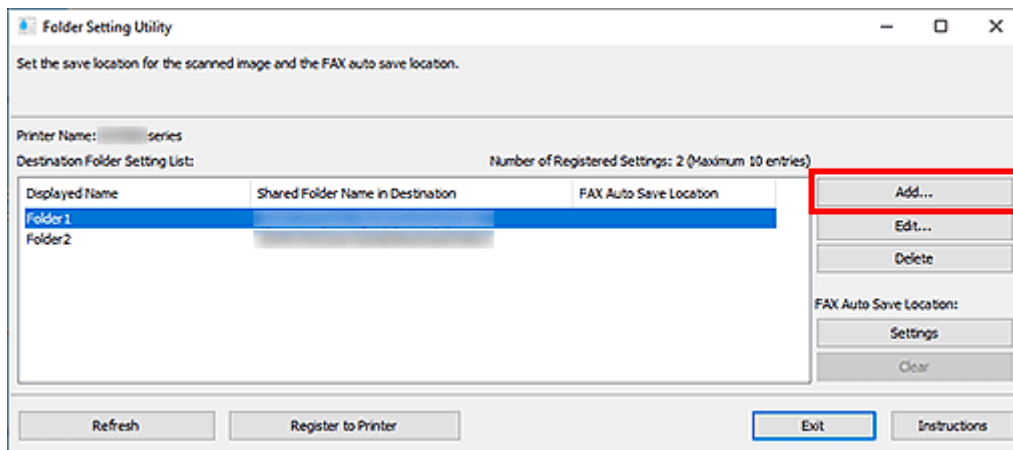 Folder Setting Utility
Set the save location for the scanned image and the FAX auto save location.
Printer Name: series
Destination Folder Setting List: Number of Registered Settings: 2 (Maximum 10 entries)
Displayed Name Shared Folder Name in Destination FAX Auto Save Location
Folder1
Folder2
Add...
Edit...
Delete
FAX Auto Save Location:
Settings
Clear
Refresh Register to Printer Exit Instructions